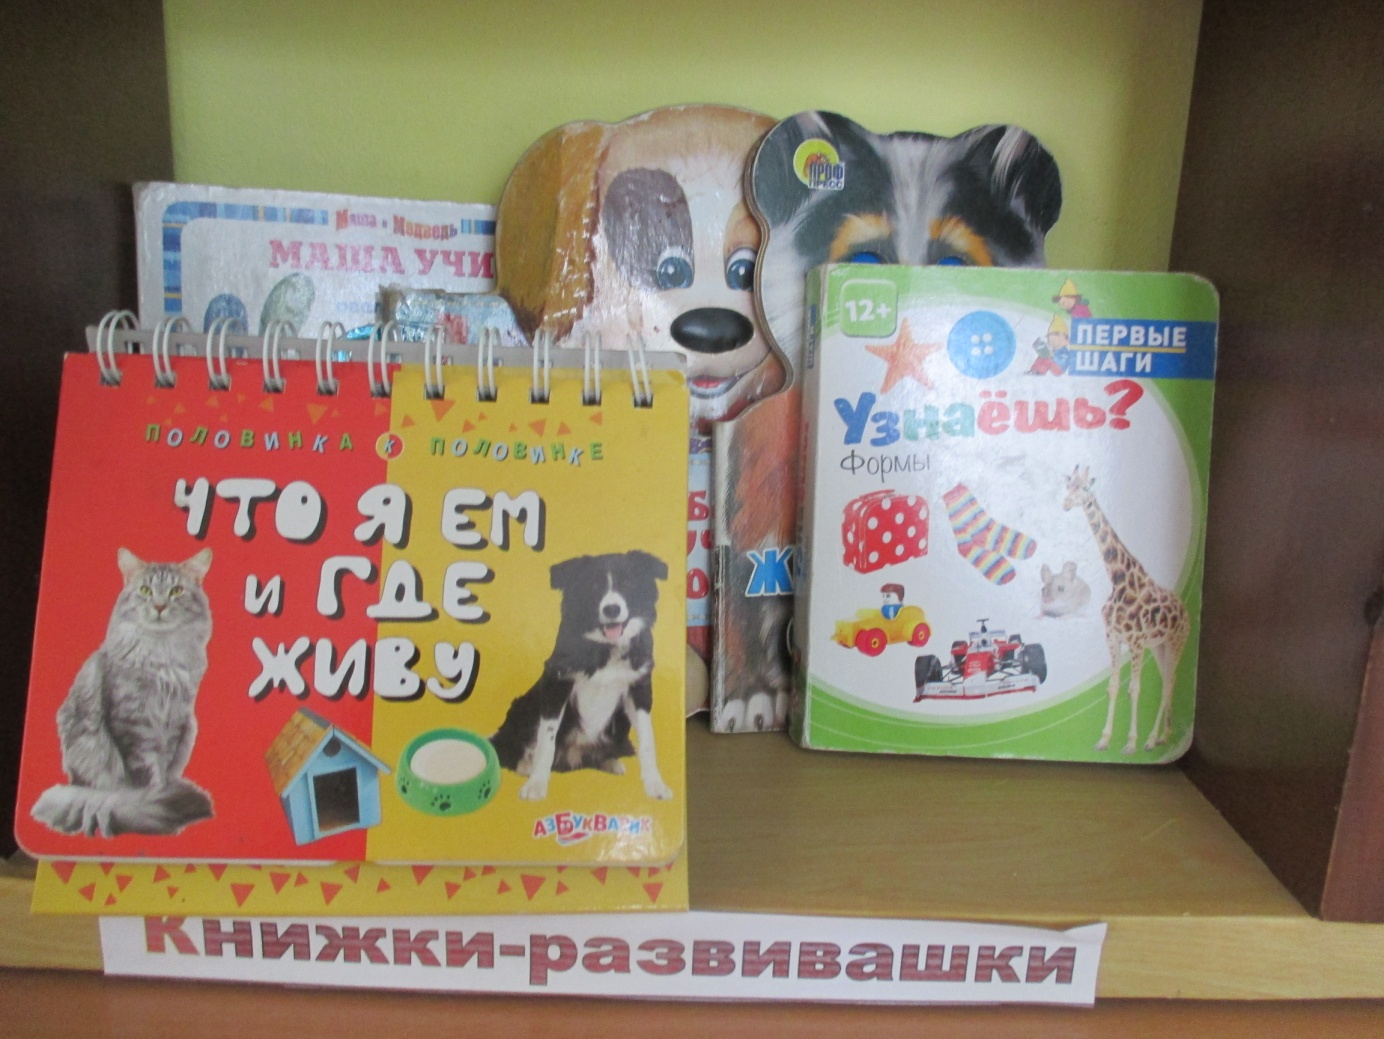 Маша и Медведь
МАША УЧИ
ПРОФ
ПРЕСС
12+
ПЕРВЫЕ
ШАГИ
Узнаёшь?
Формы
ПОЛОВИНКА К ПОЛОВИНКЕ
ЧТО Я ЕМ
и ГДЕ
ЖИВУ
АЗБУКВАРИК
Ж
Книжки-развивашки